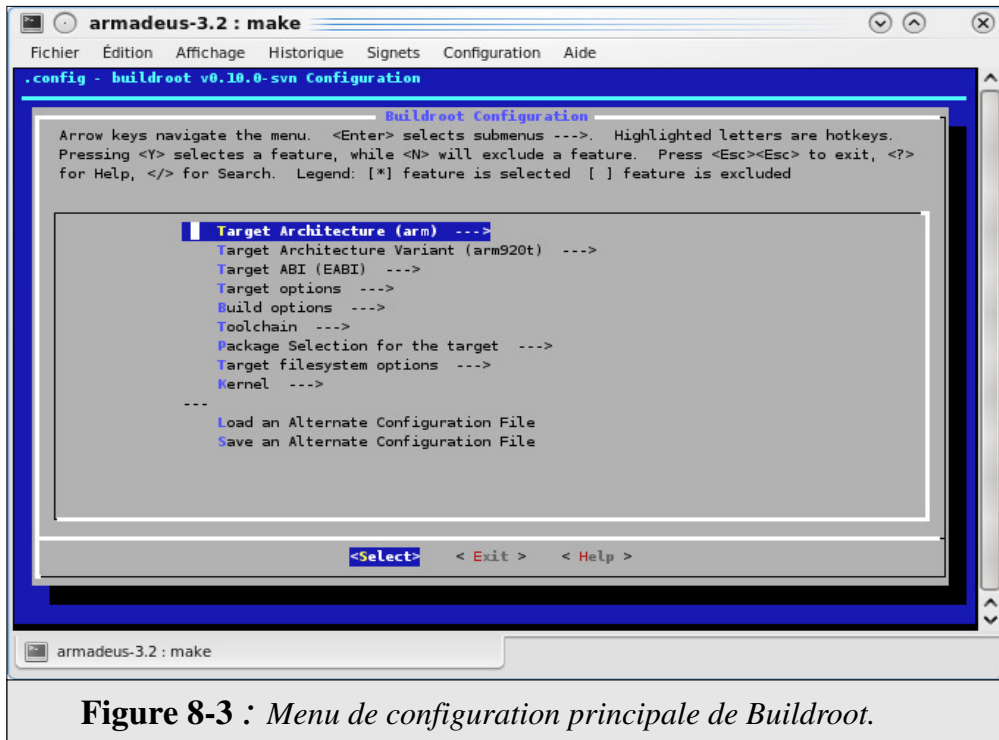 armadeus-3.2 : make
Fichier Édition Affichage Historique Signets Configuration Aide
.config - buildroot v0.10.0-svn Configuration
Buildroot Configuration
Arrow keys navigate the menu. <Enter> selects submenus --->. Highlighted letters are hotkeys.
Pressing <Y> selectes a feature, while <N> will exclude a feature. Press <Esc><Esc> to exit, <?>
for Help, </> for Search. Legend: [*] feature is selected [ ] feature is excluded
Target Architecture (arm) --->
Target Architecture Variant (arm920t) --->
Target ABI (EABI) --->
Target options --->
Build options --->
Toolchain --->
Package Selection for the target --->
Target filesystem options --->
Kernel --->
---
Load an Alternate Configuration File
Save an Alternate Configuration File
<Select> < Exit > < Help >
armadeus-3.2 : make
Figure 8-3 : Menu de configuration principale de Buildroot.